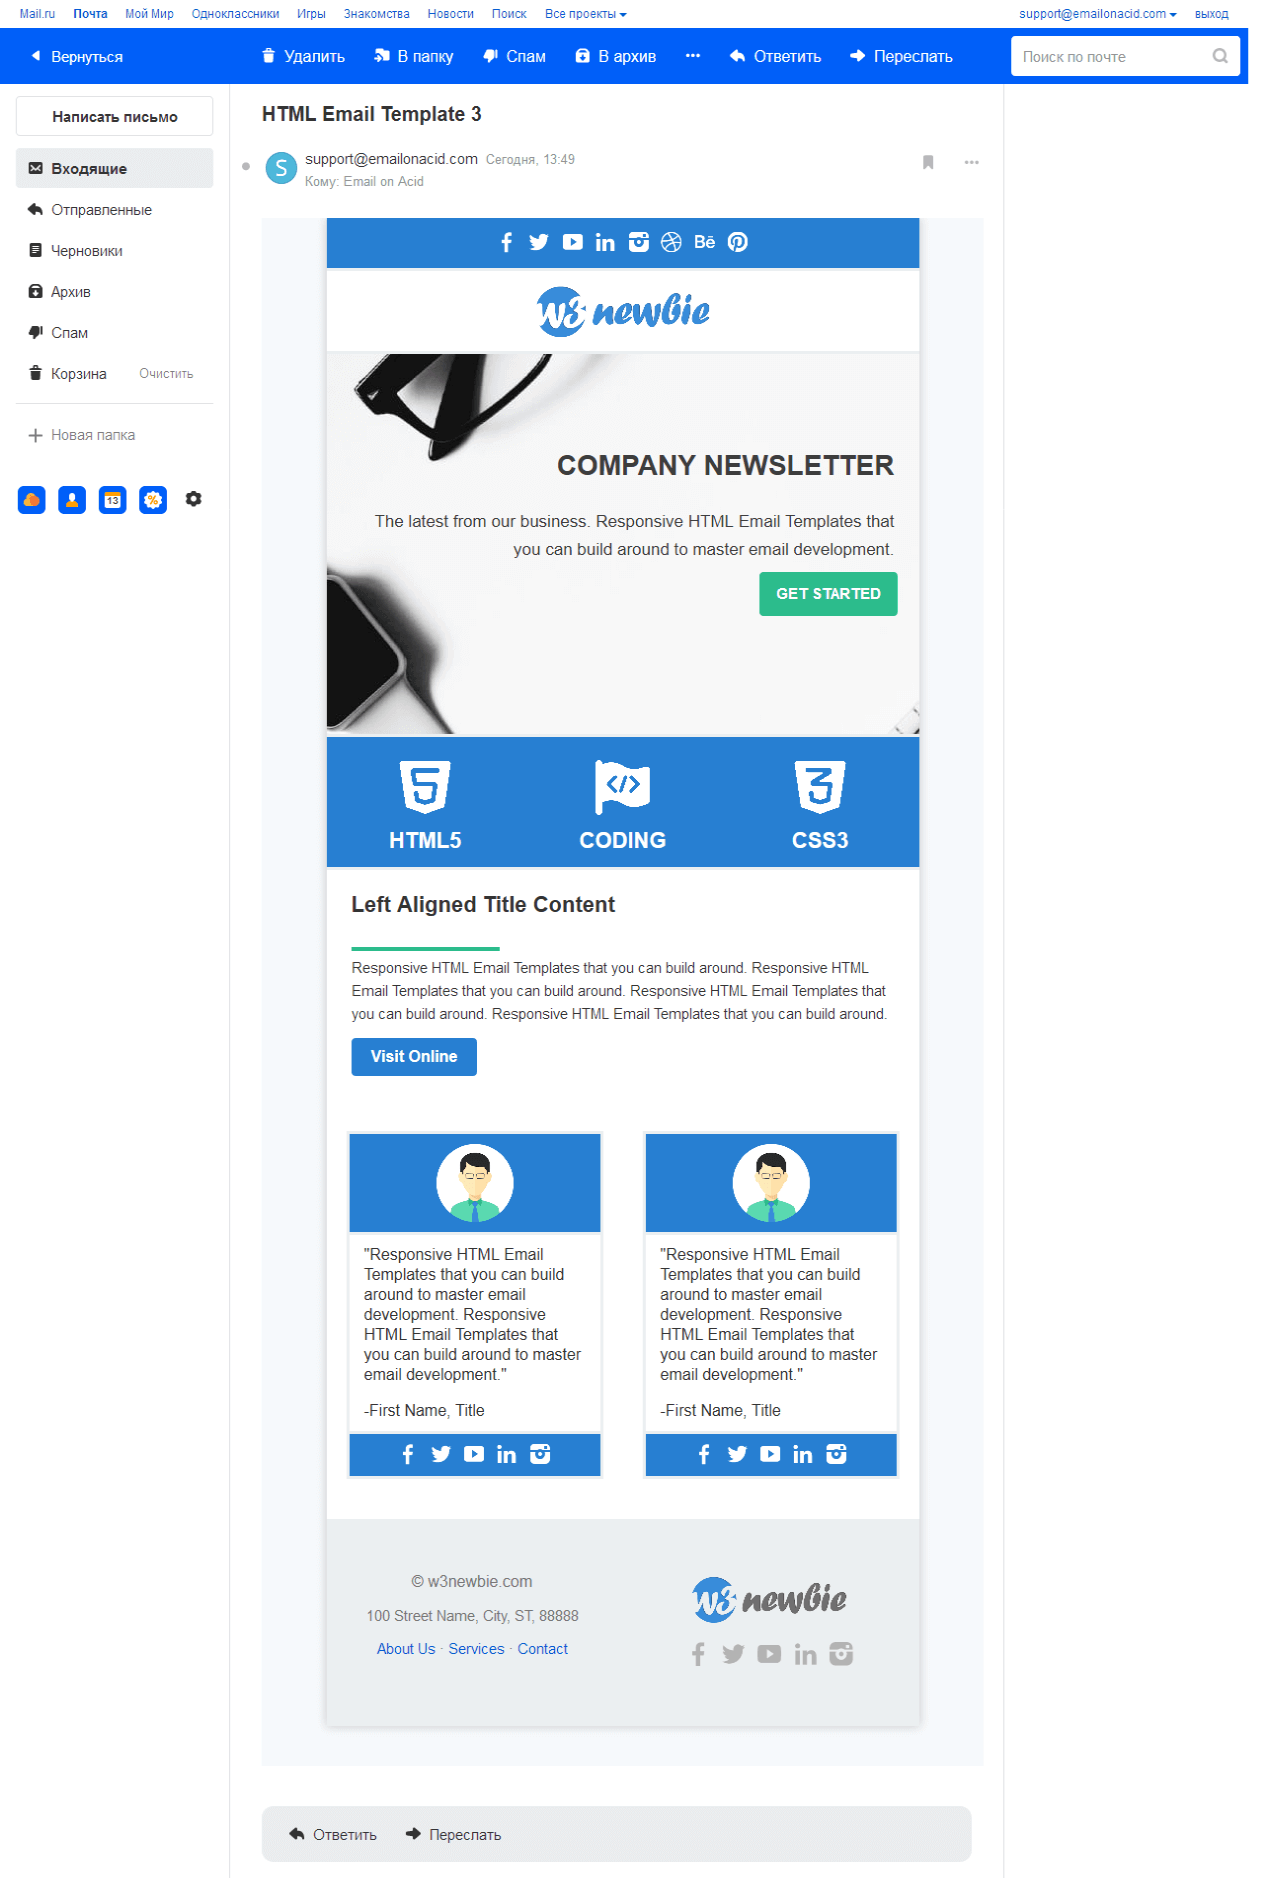 Mail.ru Почта Мой Мир Одноклассники Игры Знакомства Новости Поиск Все проекты support@emailonacid.com выход
Вернуться Удалить В папку Спам В архив Ответить Переслать Поиск по почте
Написать письмо
Входящие
Отправленные
Черновики
Архив
Спам
Корзина Очистить
Новая папка
13 %
HTML Email Template 3
S support@emailonacid.com Сегодня, 13:49
Кому: Email on Acid
Bē
w3 newbie
COMPANY NEWSLETTER
The latest from our business. Responsive HTML Email Templates that
you can build around to master email development.
GET STARTED
HTML5 CODING CSS3
Left Aligned Title Content
Responsive HTML Email Templates that you can build around. Responsive HTML
Email Templates that you can build around. Responsive HTML Email Templates that
you can build around. Responsive HTML Email Templates that you can build around.
Visit Online
"Responsive HTML Email
Templates that you can build
around to master email
development. Responsive
HTML Email Templates that
you can build around to master
email development."
-First Name, Title
"Responsive HTML Email
Templates that you can build
around to master email
development. Responsive
HTML Email Templates that
you can build around to master
email development."
-First Name, Title
© w3newbie.com
100 Street Name, City, ST, 88888
About Us · Services · Contact
w3 newbie
Ответить Переслать